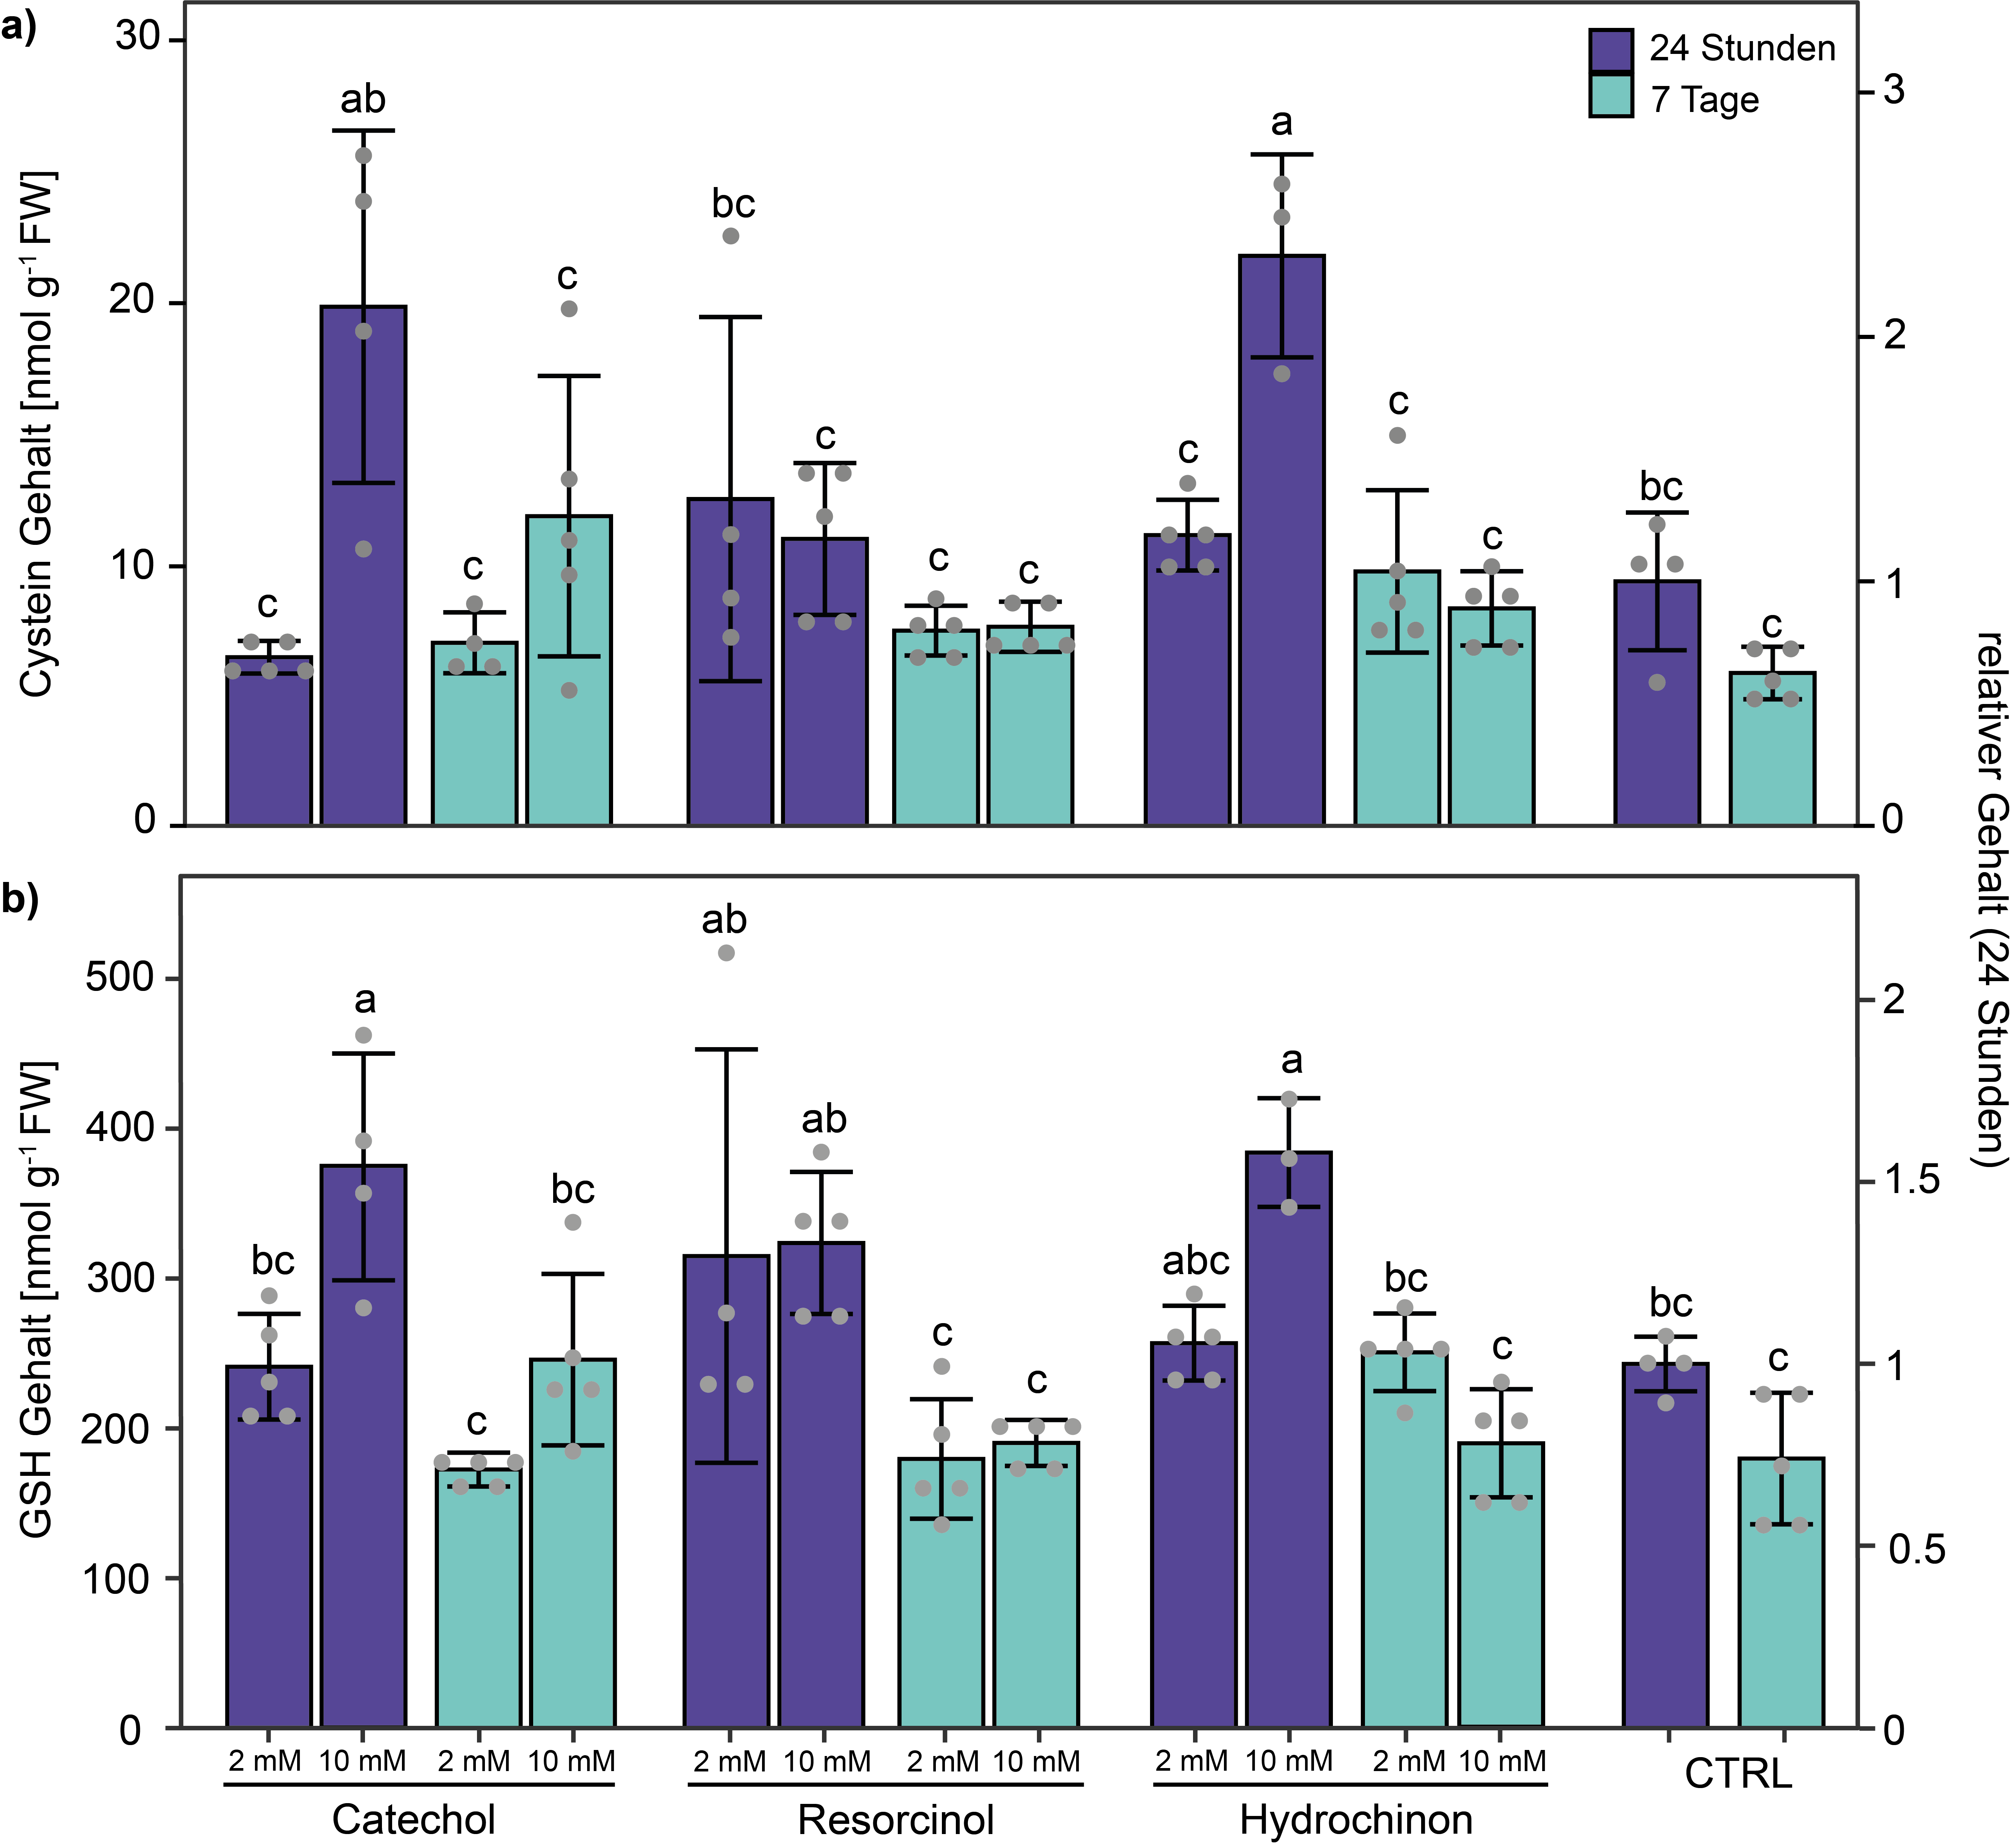 a)
30
20
10
0
Cystein Gehalt [nmol g⁻¹ FW]
24 Stunden
7 Tage
c
ab
c
c
bc
c
c
c
c
a
c
c
bc
c
3
2
1
0
relativer Gehalt (24 Stunden)
b)
500
400
300
200
100
0
GSH Gehalt [nmol g⁻¹ FW]
bc
a
c
bc
ab
ab
c
c
abc
a
bc
c
bc
c
2
1.5
1
0.5
0
2 mM 10 mM 2 mM 10 mM 2 mM 10 mM 2 mM 10 mM 2 mM 10 mM 2 mM 10 mM
Catechol Resorcinol Hydrochinon CTRL